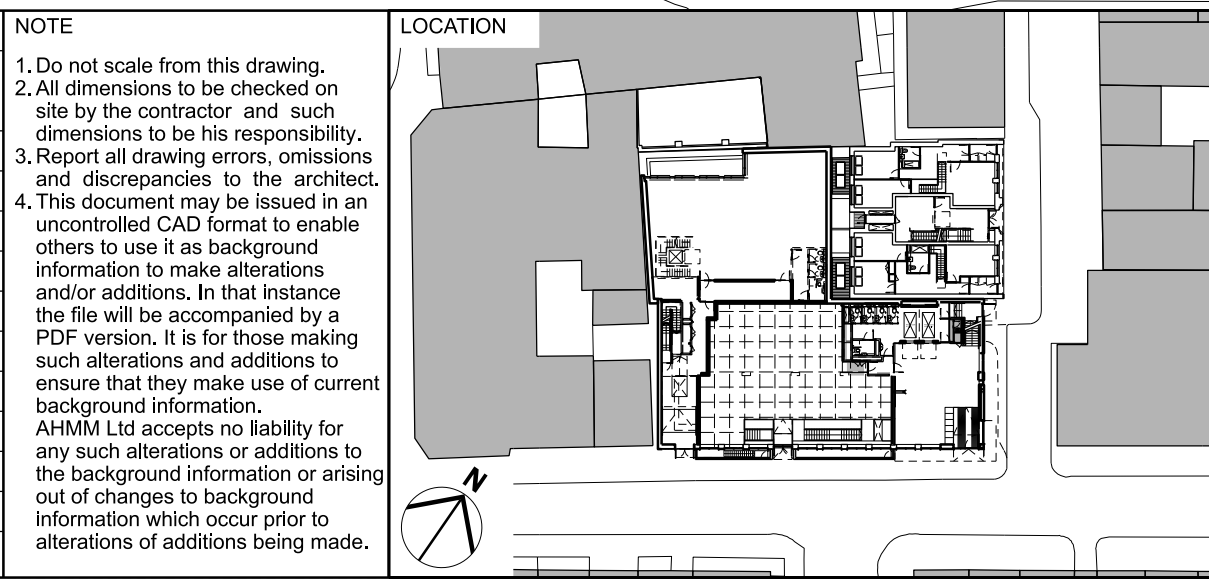 NOTE
1. Do not scale from this drawing.
2. All dimensions to be checked on
site by the contractor and such
dimensions to be his responsibility.
3. Report all drawing errors, omissions
and discrepancies to the architect.
4. This document may be issued in an
uncontrolled CAD format to enable
others to use it as background
information to make alterations
and/or additions. In that instance
the file will be accompanied by a
PDF version. It is for those making
such alterations and additions to
ensure that they make use of current
background information.
AHMM Ltd accepts no liability for
any such alterations or additions to
the background information or arising
out of changes to background
information which occur prior to
alterations of additions being made.
LOCATION
N